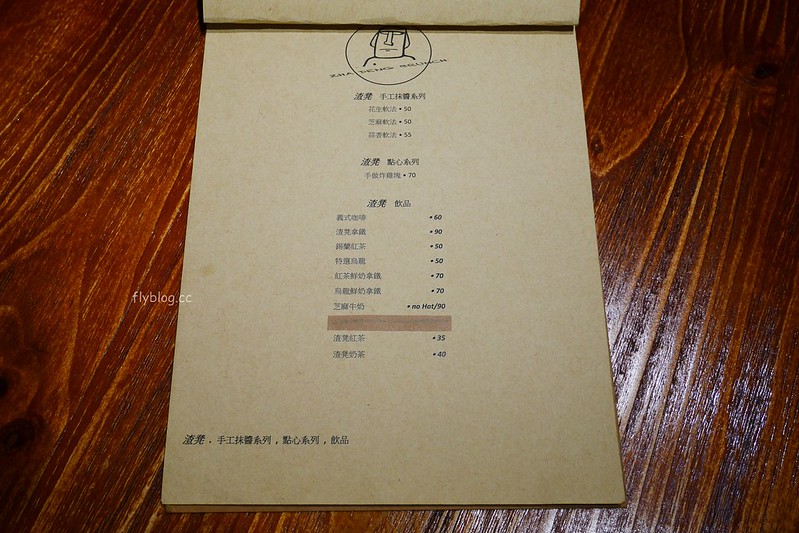 ZHA DENG BRUNCH
渣凳 手工抹醬系列
花生軟法 • 50
芝麻軟法 • 50
蒜香軟法 • 55
渣凳 點心系列
手做炸雞塊 • 70
渣凳 飲品
義式咖啡 • 60
渣凳拿鐵 • 90
錫蘭紅茶 • 50
特選烏龍 • 50
紅茶鮮奶拿鐵 • 70
烏龍鮮奶拿鐵 • 70
芝麻牛奶 • no Hot/90
渣凳紅茶 • 35
渣凳奶茶 • 40
渣凳 . 手工抹醬系列 , 點心系列 , 飲品
flyblog.cc